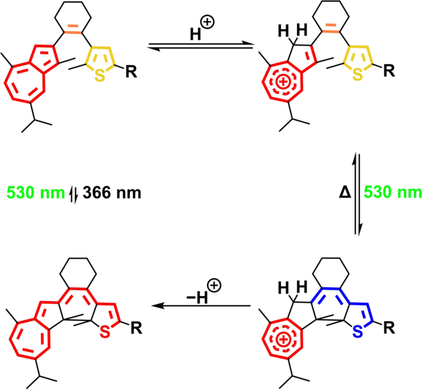 H⊕
H H
S R
⊕ S R
530 nm 366 nm
Δ 530 nm
H H
−H⊕
S R
⊕ S R